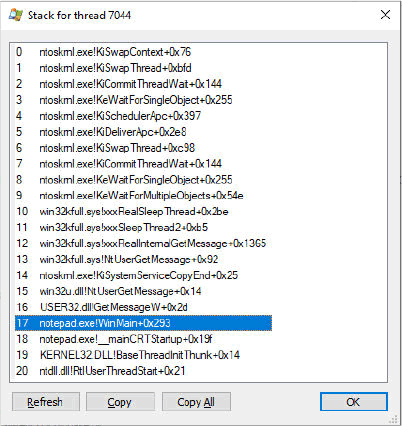 Stack for thread 7044
0 ntoskrnl.exe!KiSwapContext+0x76
1 ntoskrnl.exe!KiSwapThread+0xbfd
2 ntoskrnl.exe!KiCommitThreadWait+0x144
3 ntoskrnl.exe!KeWaitForSingleObject+0x255
4 ntoskrnl.exe!KiSchedulerApc+0x397
5 ntoskrnl.exe!KiDeliverApc+0x2e8
6 ntoskrnl.exe!KiSwapThread+0xc98
7 ntoskrnl.exe!KiCommitThreadWait+0x144
8 ntoskrnl.exe!KeWaitForSingleObject+0x255
9 ntoskrnl.exe!KeWaitForMultipleObjects+0x54e
10 win32kfull.sys!xxxRealSleepThread+0x2be
11 win32kfull.sys!xxxSleepThread2+0xb5
12 win32kfull.sys!xxxRealInternalGetMessage+0x1365
13 win32kfull.sys!NtUserGetMessage+0x92
14 ntoskrnl.exe!KiSystemServiceCopyEnd+0x25
15 win32u.dll!NtUserGetMessage+0x14
16 USER32.dll!GetMessageW+0x2d
17 notepad.exe!WinMain+0x293
18 notepad.exe!__mainCRTStartup+0x19f
19 KERNEL32.DLL!BaseThreadInitThunk+0x14
20 ntdll.dll!RtlUserThreadStart+0x21
Refresh Copy Copy All OK